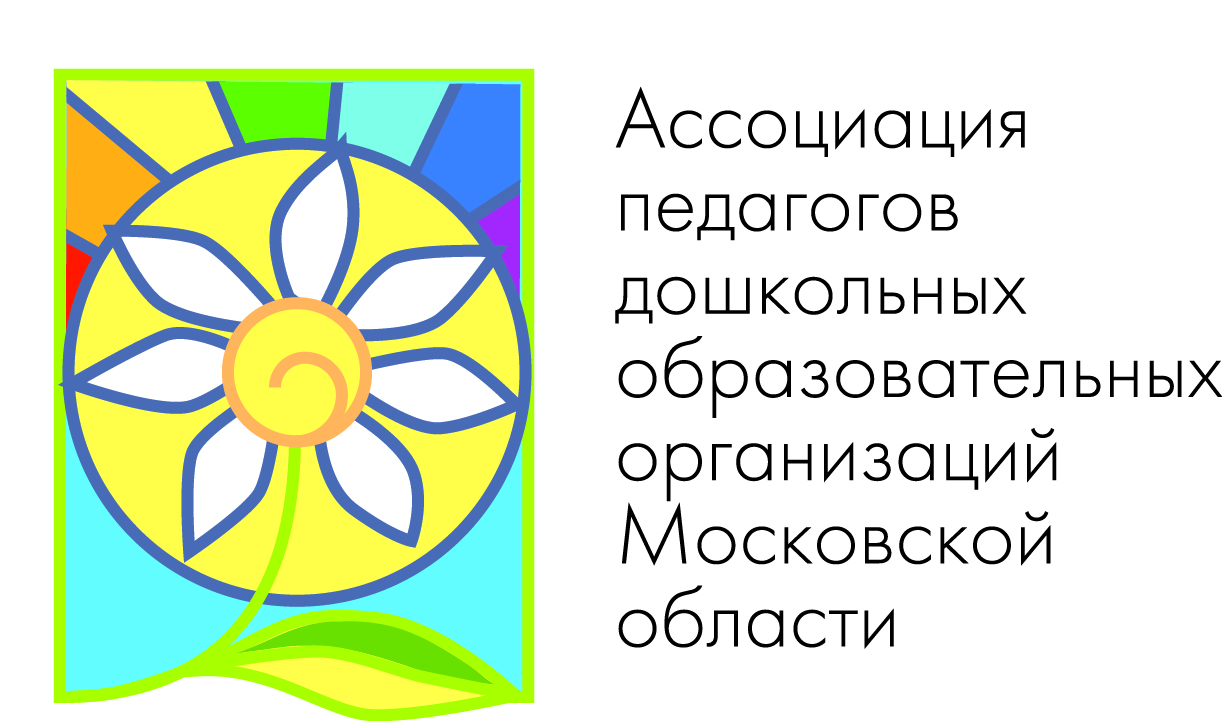 Ассоциация
педагогов
дошкольных
образовательных
организаций
Московской
области